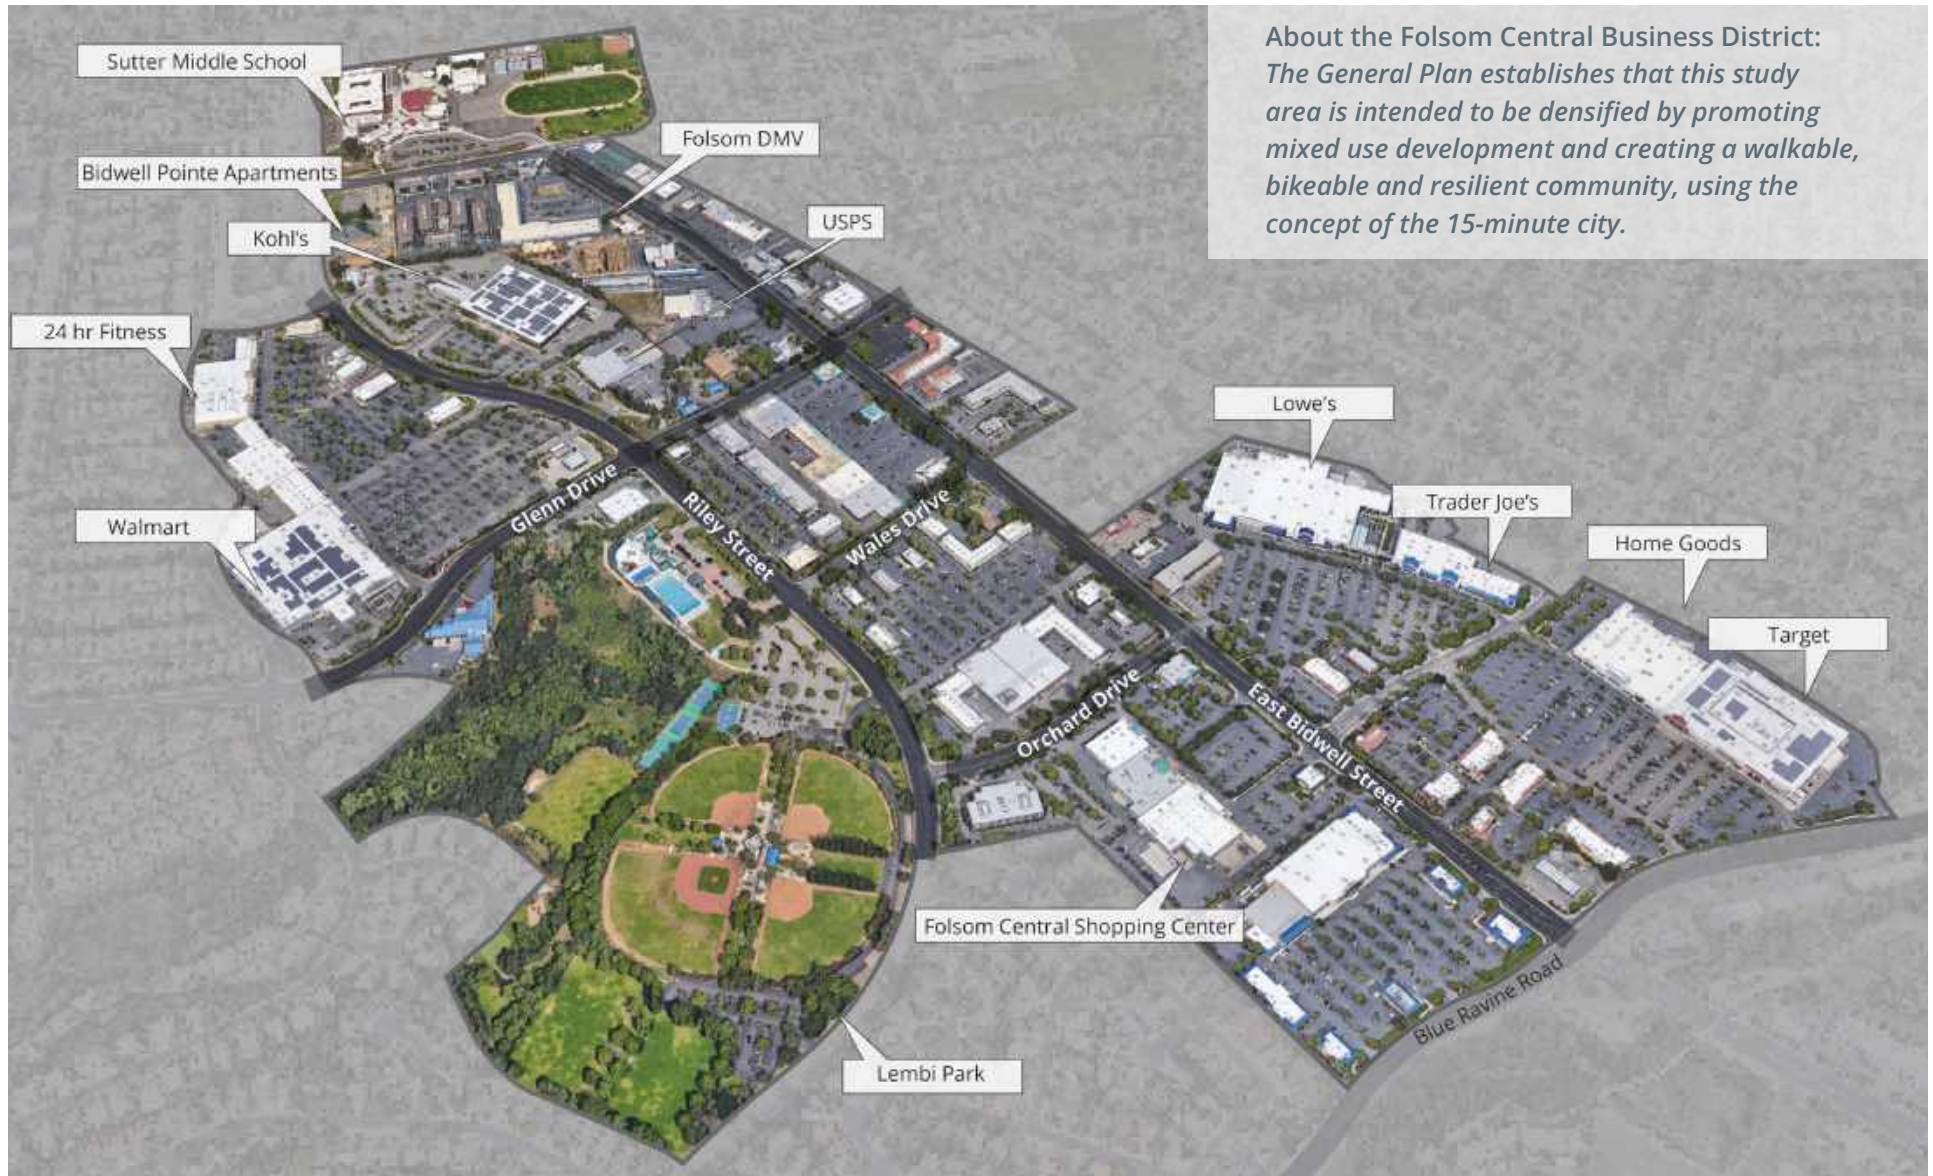 About the Folsom Central Business District:
The General Plan establishes that this study
area is intended to be densified by promoting
mixed use development and creating a walkable,
bikeable and resilient community, using the
concept of the 15-minute city.
Sutter Middle School
Folsom DMV
Bidwell Pointe Apartments
USPS
Kohl's
24 hr Fitness
Lowe's
Glenn Drive
Riley Street
Wales Drive
Trader Joe's
Walmart
Home Goods
Target
Orchard Drive
East Bidwell Street
Folsom Central Shopping Center
Blue Ravine Road
Lembi Park